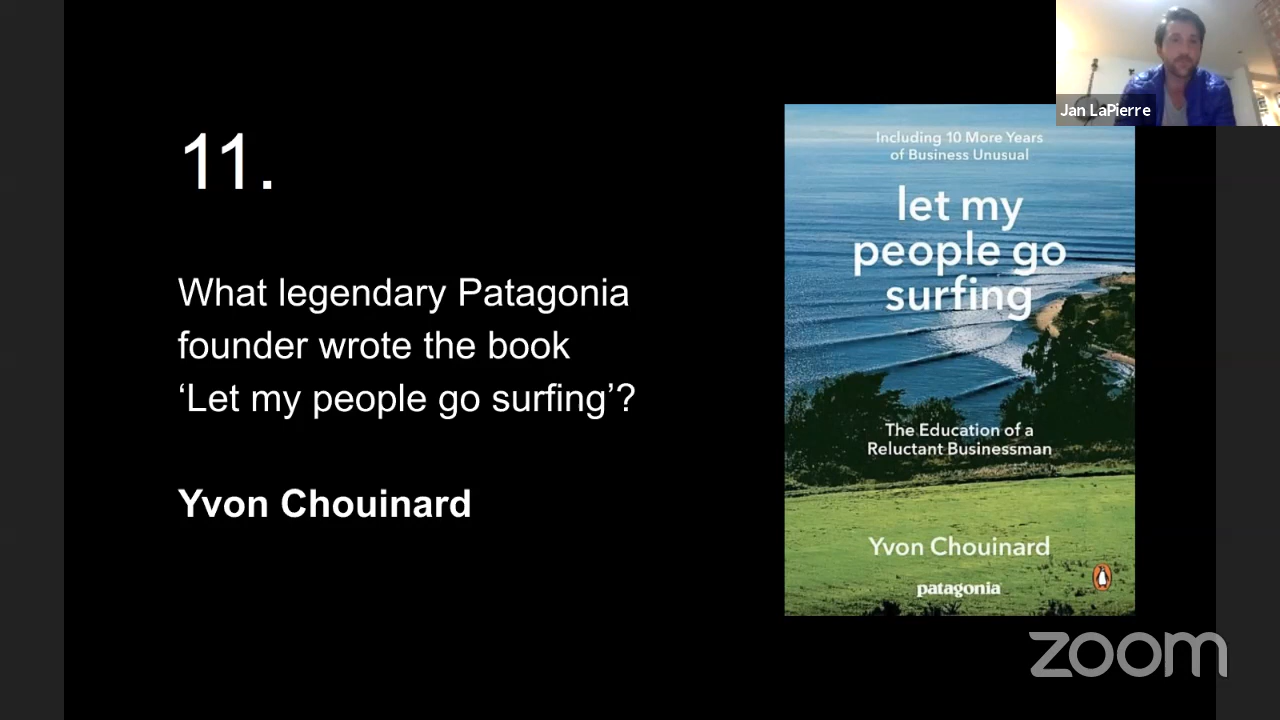 11.
What legendary Patagonia
founder wrote the book
‘Let my people go surfing’?
Yvon Chouinard
Jan LaPierre
Including 10 More Years
of Business Unusual
let my
people go
surfing
The Education of a
Reluctant Businessman
Yvon Chouinard
patagonia
zoom